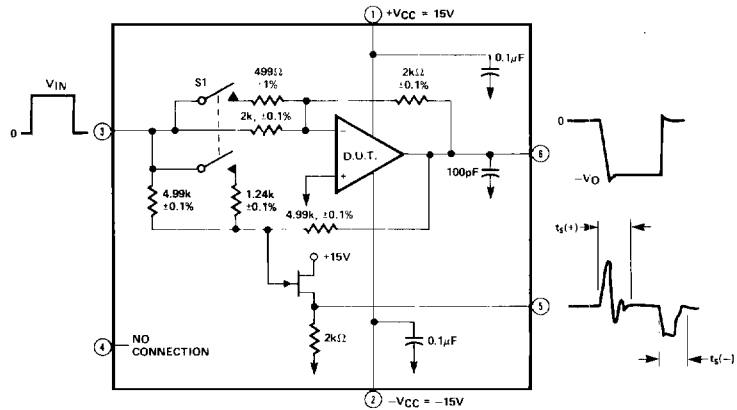 1 +VCC = 15V
0.1μF
VIN
S1
499Ω
±1%
2kΩ
±0.1%
2k, ±0.1%
0
3
−
D.U.T.
+
6
100pF
0
−VO
4.99k
±0.1%
1.24k
±0.1%
4.99k, ±0.1%
+15V
ts(+)
5
2kΩ
0.1μF
4
NO
CONNECTION
ts(−)
2 −VCC = −15V